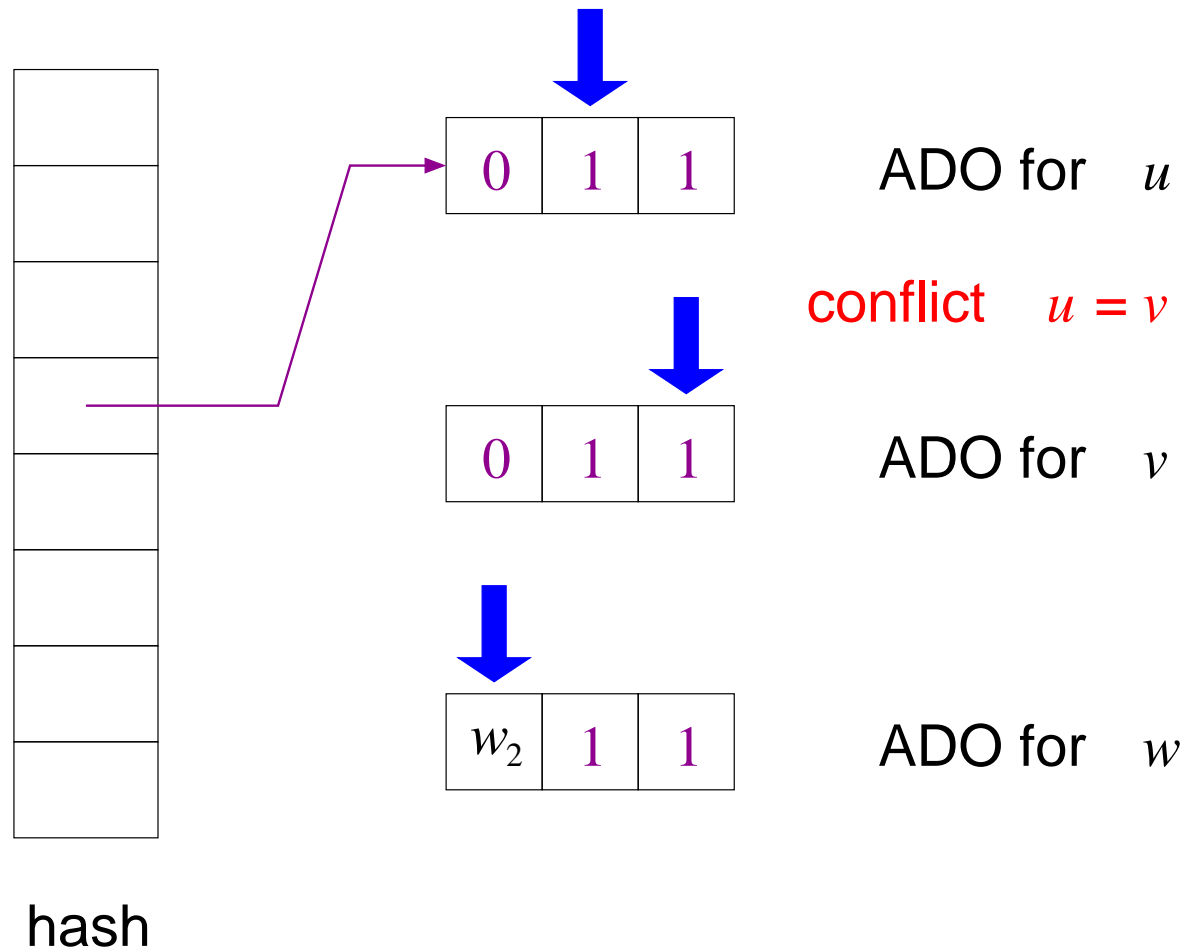 0 1 1 ADO for u
conflict u = v
0 1 1 ADO for v
w₂ 1 1 ADO for w
hash